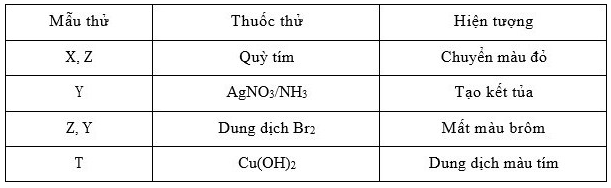 Mẫu thử Thuốc thử Hiện tượng
X, Z Quỳ tím Chuyển màu đỏ
Y AgNO3/NH3 Tạo kết tủa
Z, Y Dung dịch Br2 Mất màu brôm
T Cu(OH)2 Dung dịch màu tím